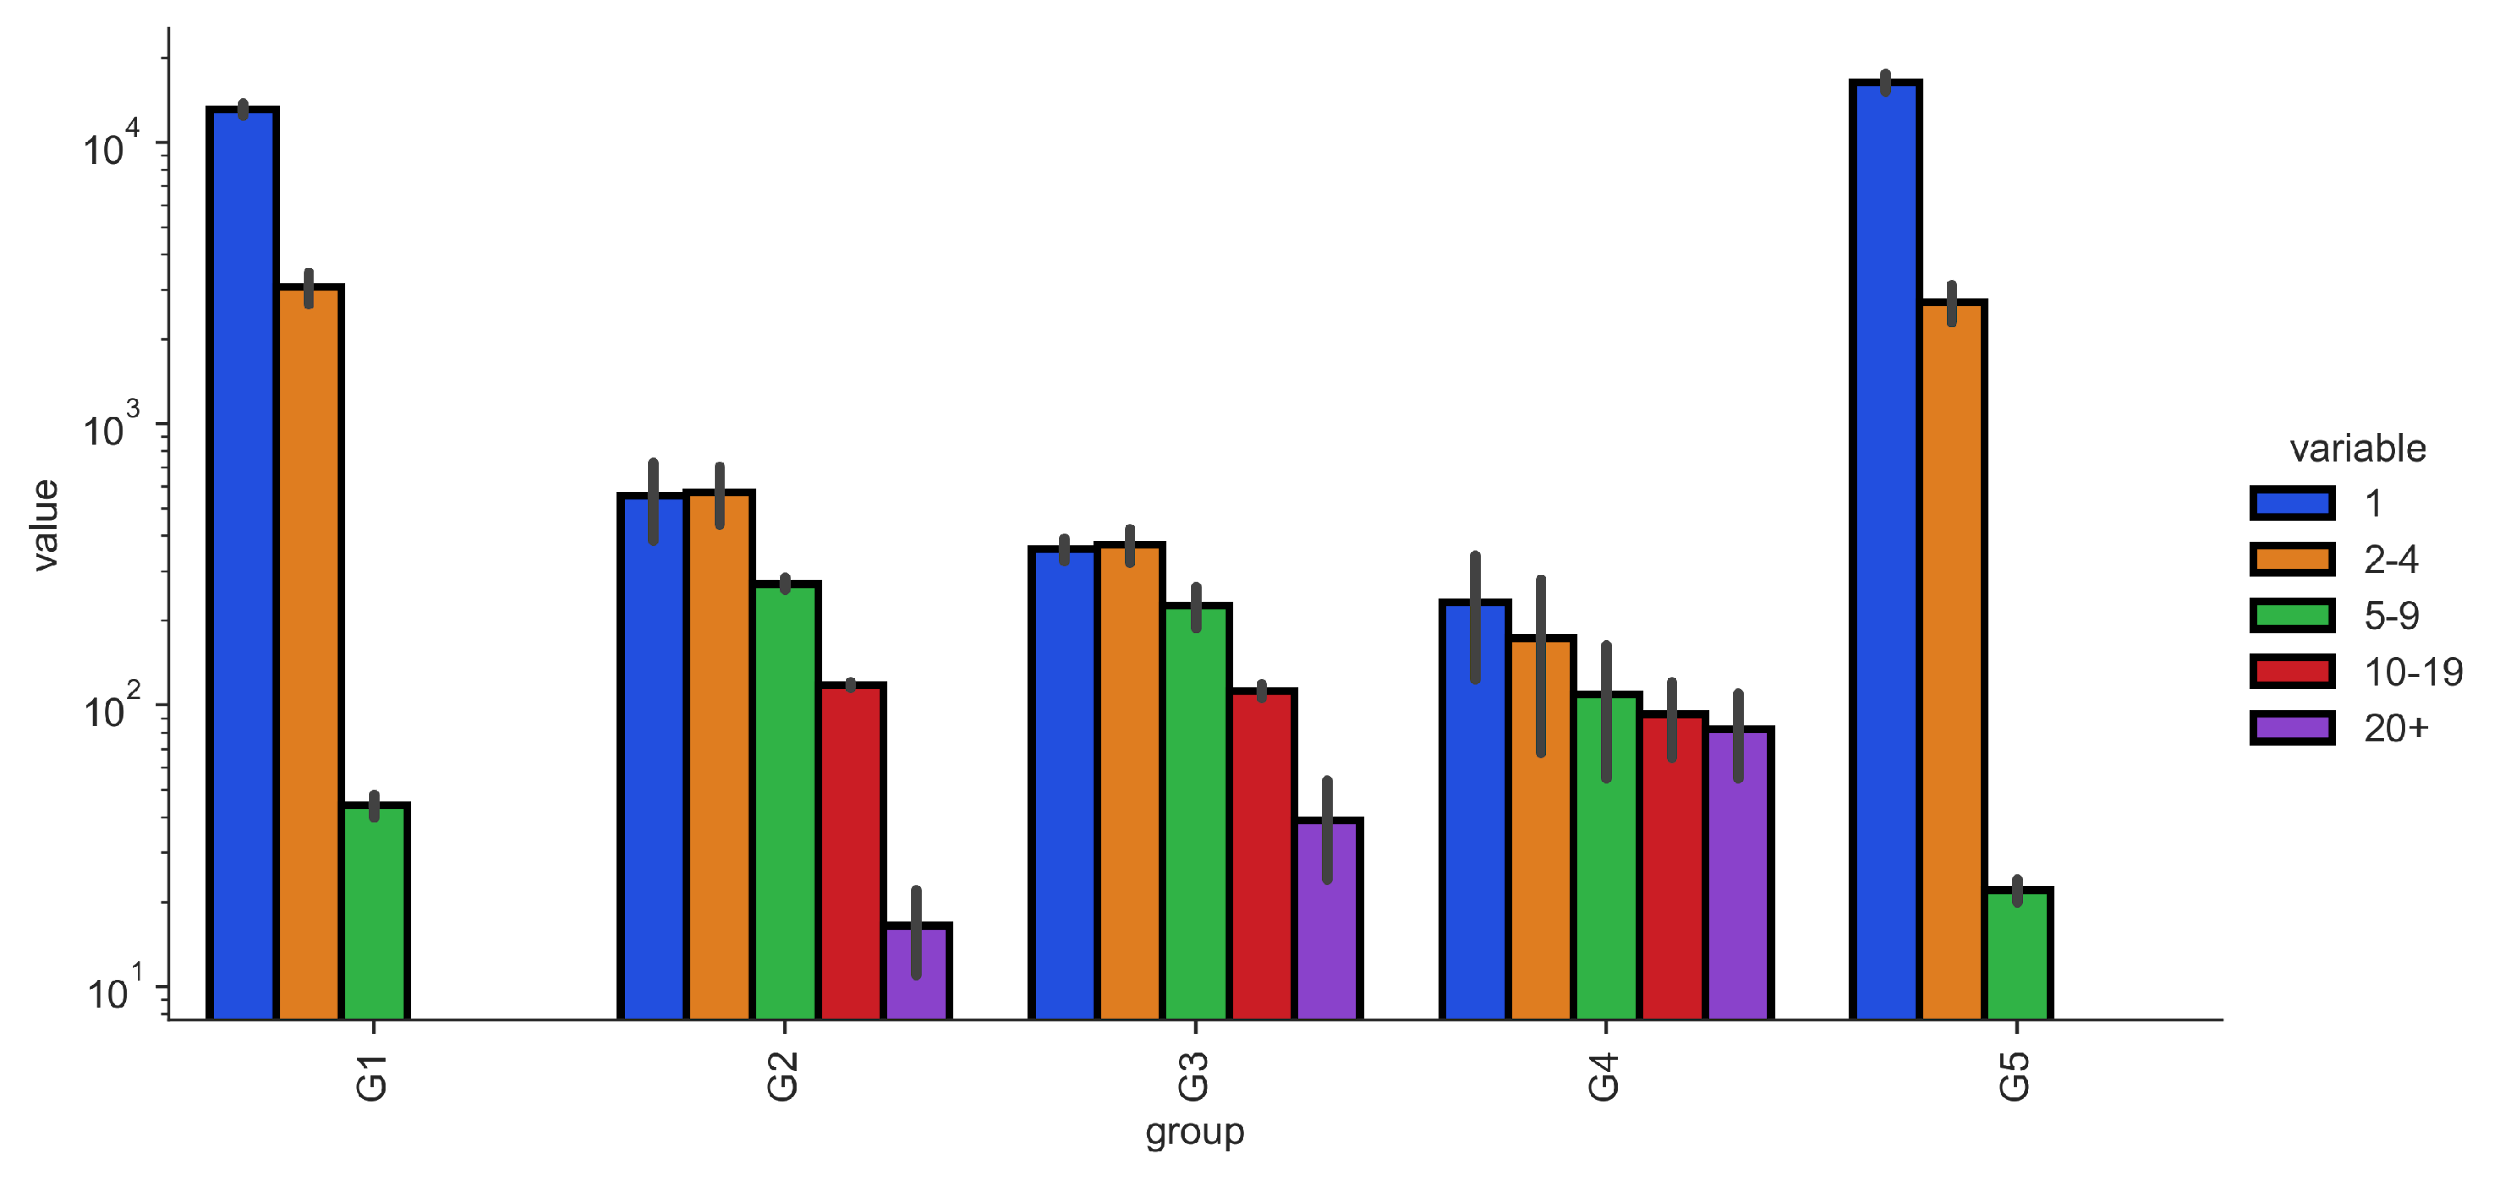 value
10^4
10^3
10^2
10^1
G1
G2
G3
G4
G5
group
variable
1
2-4
5-9
10-19
20+